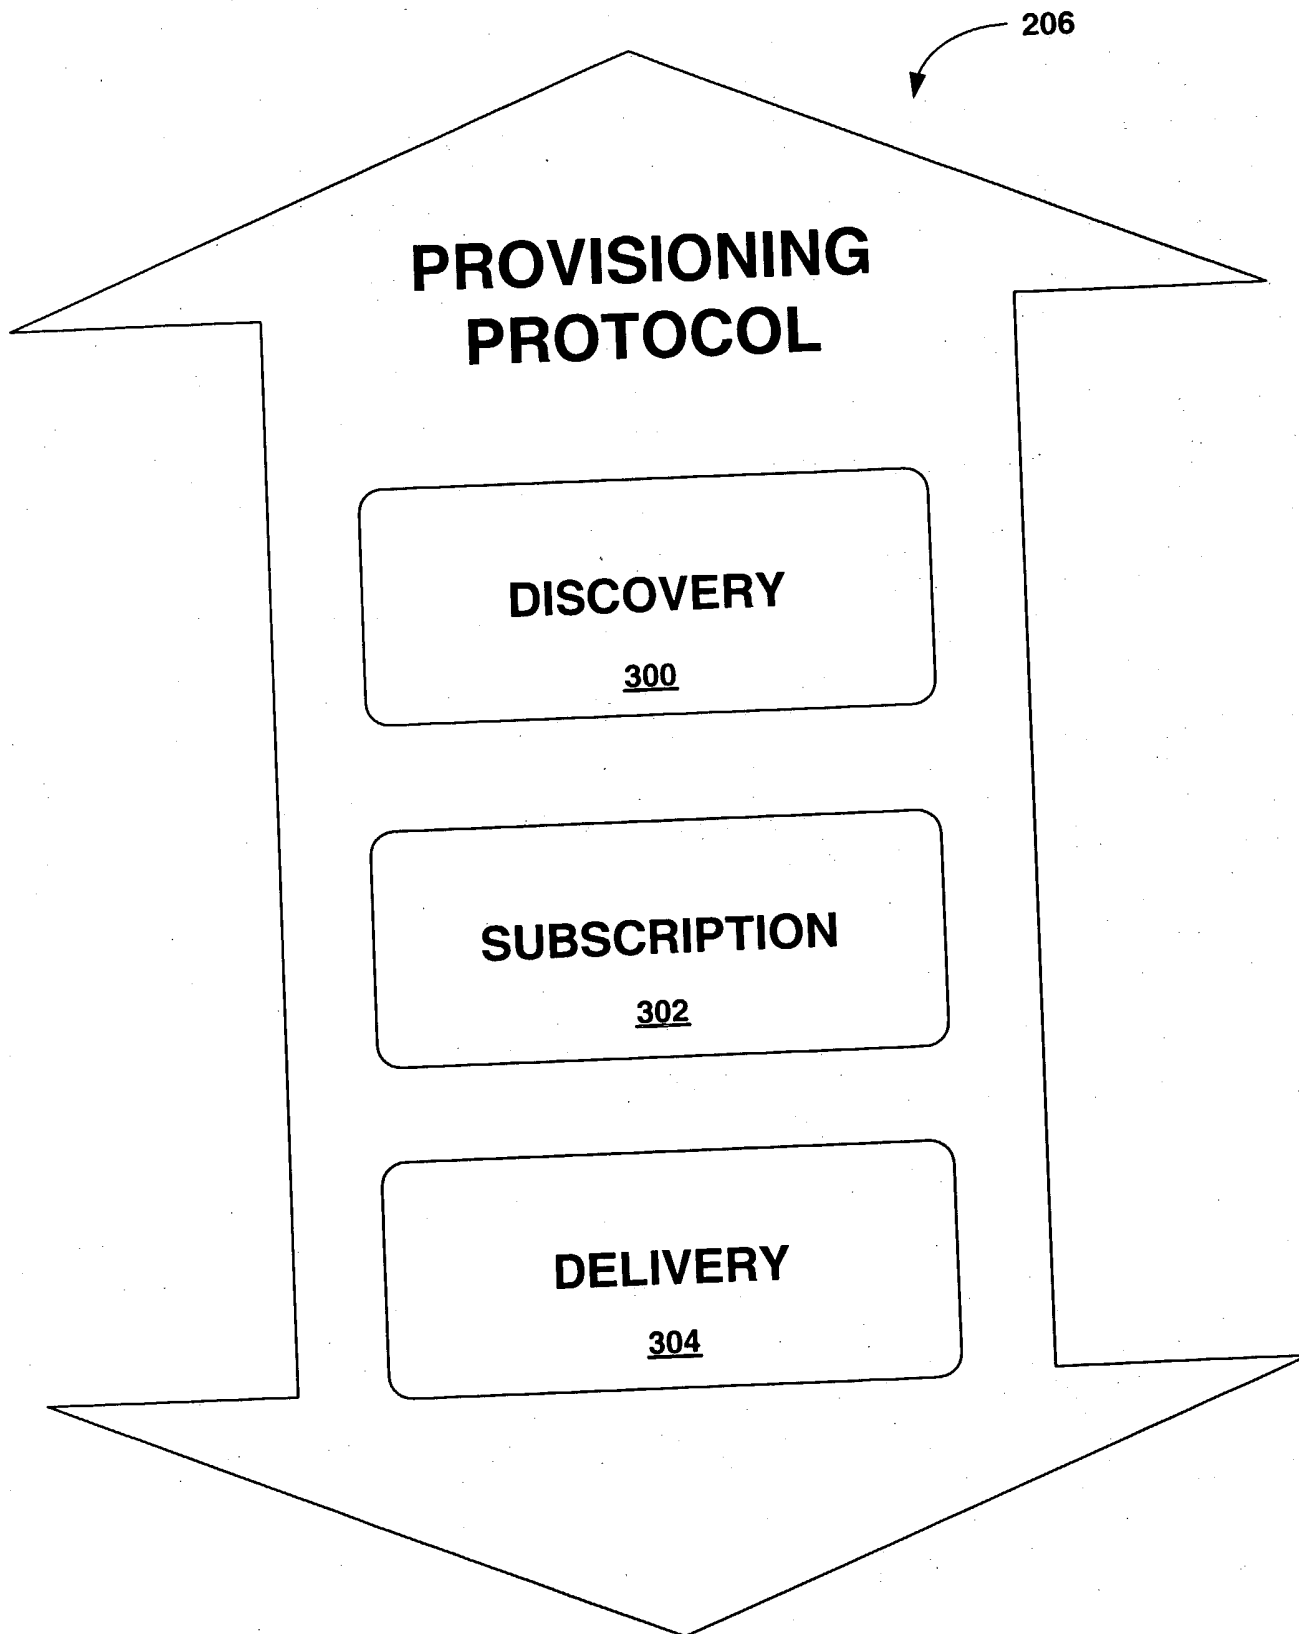 206
PROVISIONING
PROTOCOL
DISCOVERY
300
SUBSCRIPTION
302
DELIVERY
304